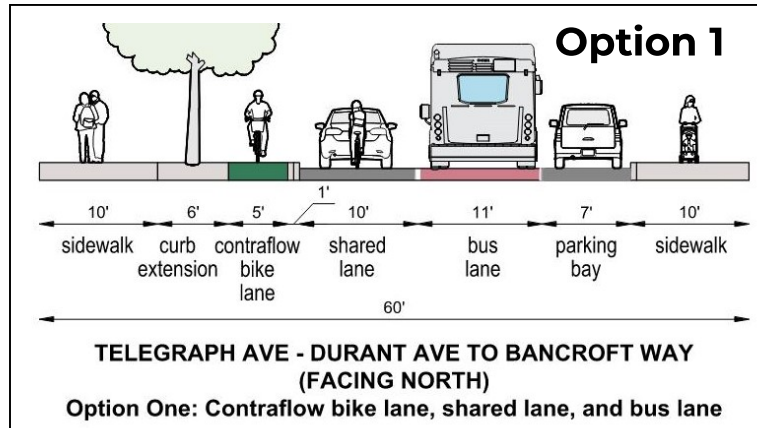 Option 1
10' 6' 5' 1' 10' 11' 7' 10'
sidewalk curb extension contraflow bike lane shared lane bus lane parking bay sidewalk
60'
TELEGRAPH AVE - DURANT AVE TO BANCROFT WAY
(FACING NORTH)
Option One: Contraflow bike lane, shared lane, and bus lane